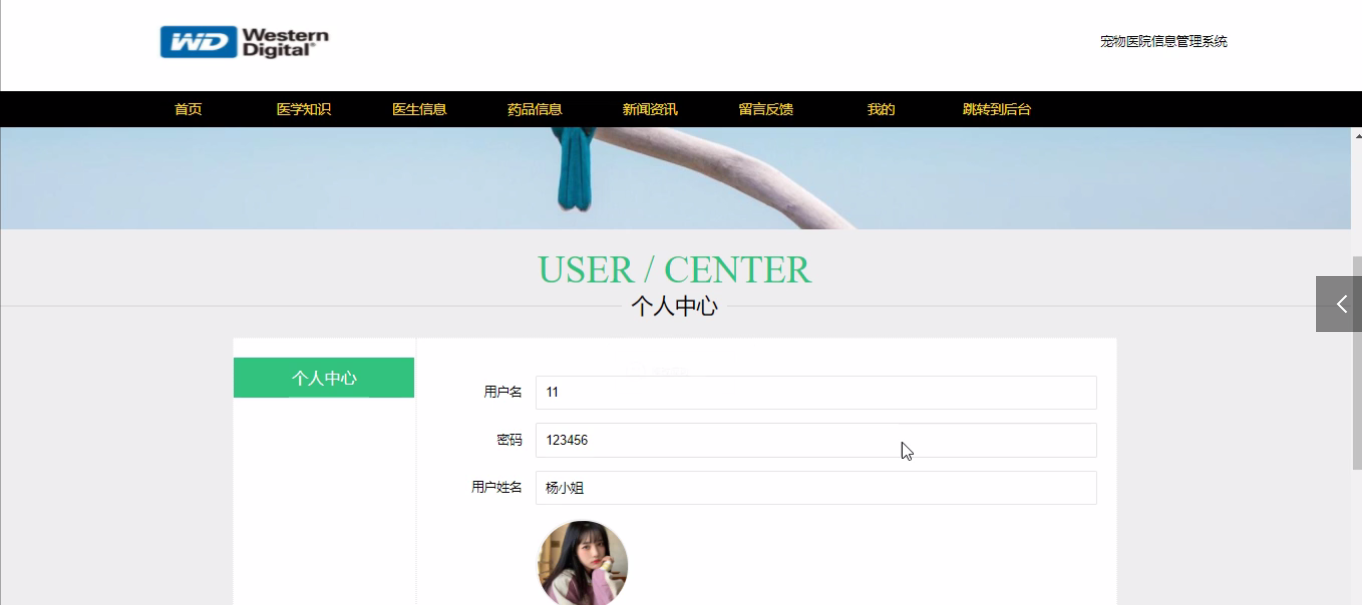 WD Western Digital®
宠物医院信息管理系统
首页 医学知识 医生信息 药品信息 新闻资讯 留言反馈 我的 跳转到后台
USER / CENTER
个人中心
个人中心
用户名 11
密码 123456
用户姓名 杨小姐